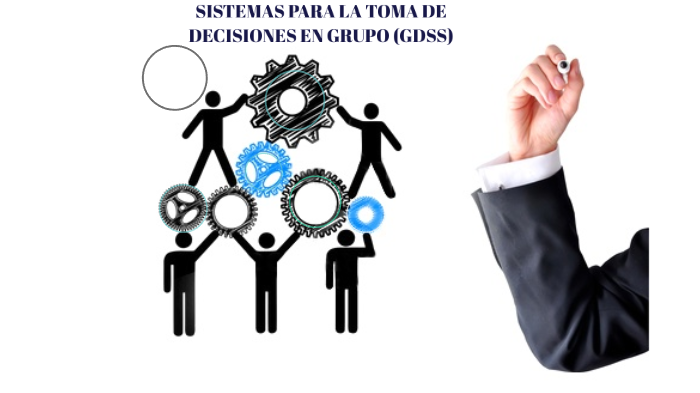 SISTEMAS PARA LA TOMA DE
DECISIONES EN GRUPO (GDSS)